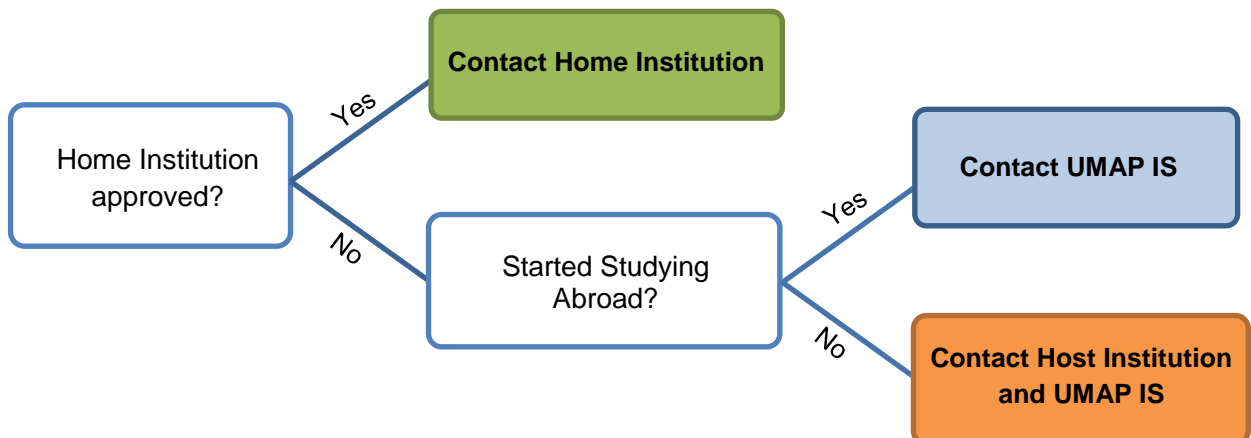 Contact Home Institution
Yes
Home Institution
approved?
No
Contact UMAP IS
Yes
Started Studying
Abroad?
No
Contact Host Institution
and UMAP IS